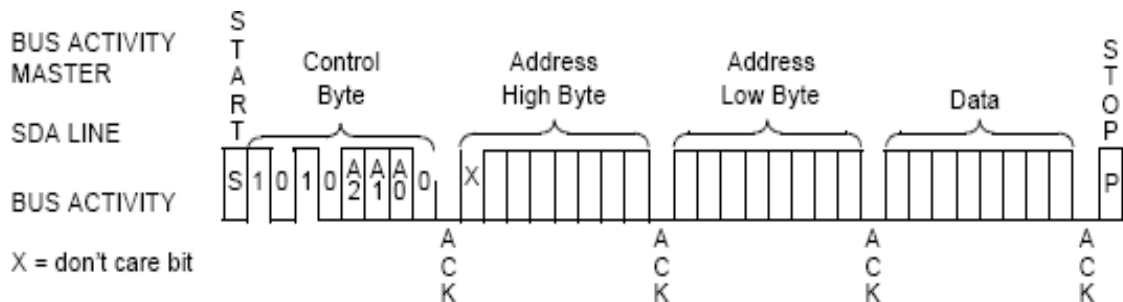 BUS ACTIVITY
MASTER
START
Control
Byte
Address
High Byte
Address
Low Byte
Data
STOP
SDA LINE
S 1 0 1 0 A2 A1 A0 0 X P
BUS ACTIVITY
ACK ACK ACK ACK
X = don't care bit